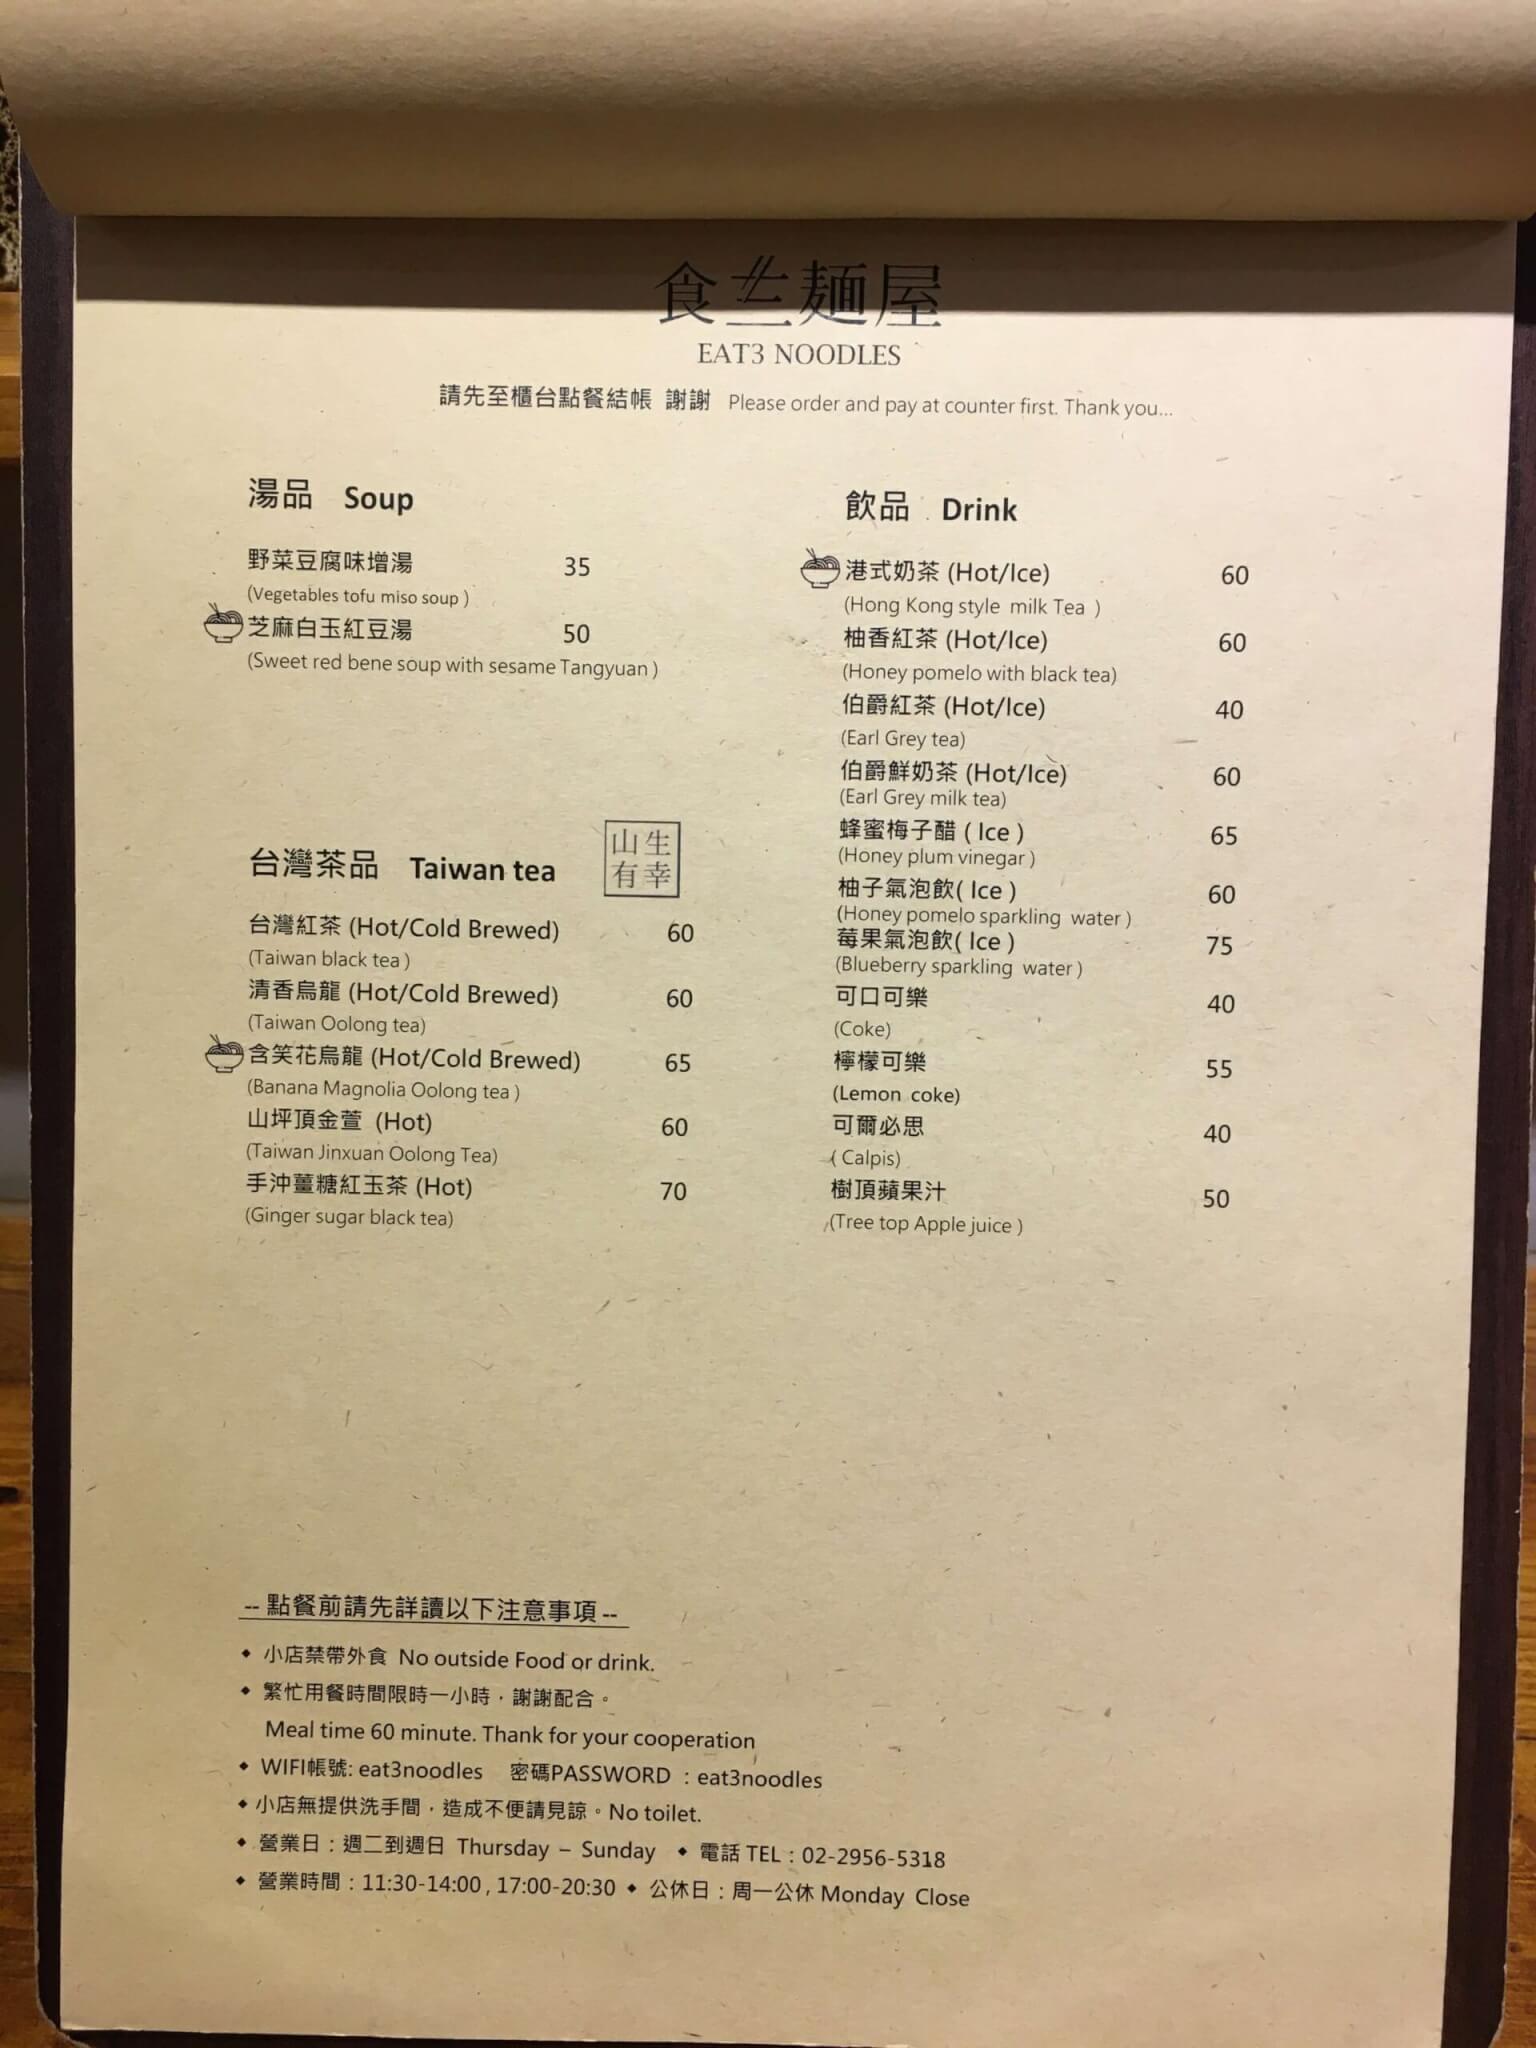 食三麵屋
EAT3 NOODLES
請先至櫃台點餐結帳 謝謝 Please order and pay at counter first. Thank you...
湯品 Soup
野菜豆腐味增湯 35
(Vegetables tofu miso soup )
芝麻白玉紅豆湯 50
(Sweet red bene soup with sesame Tangyuan )
台灣茶品 Taiwan tea
山生
有幸
台灣紅茶 (Hot/Cold Brewed) 60
(Taiwan black tea )
清香烏龍 (Hot/Cold Brewed) 60
(Taiwan Oolong tea)
含笑花烏龍 (Hot/Cold Brewed) 65
(Banana Magnolia Oolong tea )
山坪頂金萱 (Hot) 60
(Taiwan Jinxuan Oolong Tea)
手沖薑糖紅玉茶 (Hot) 70
(Ginger sugar black tea)
飲品 Drink
港式奶茶 (Hot/Ice) 60
(Hong Kong style milk Tea )
柚香紅茶 (Hot/Ice) 60
(Honey pomelo with black tea)
伯爵紅茶 (Hot/Ice) 40
(Earl Grey tea)
伯爵鮮奶茶 (Hot/Ice) 60
(Earl Grey milk tea)
蜂蜜梅子醋 ( Ice ) 65
(Honey plum vinegar )
柚子氣泡飲( Ice ) 60
(Honey pomelo sparkling water )
莓果氣泡飲( Ice ) 75
(Blueberry sparkling water )
可口可樂 40
(Coke)
檸檬可樂 55
(Lemon coke)
可爾必思 40
( Calpis)
樹頂蘋果汁 50
(Tree top Apple juice )
-- 點餐前請先詳讀以下注意事項 --
◆ 小店禁帶外食 No outside Food or drink.
◆ 繁忙用餐時間限時一小時，謝謝配合。
Meal time 60 minute. Thank for your cooperation
◆ WIFI帳號: eat3noodles 密碼PASSWORD ：eat3noodles
◆ 小店無提供洗手間，造成不便請見諒。No toilet.
◆ 營業日：週二到週日 Thursday – Sunday ◆ 電話 TEL：02-2956-5318
◆ 營業時間：11:30-14:00 , 17:00-20:30 ◆ 公休日：周一公休 Monday Close